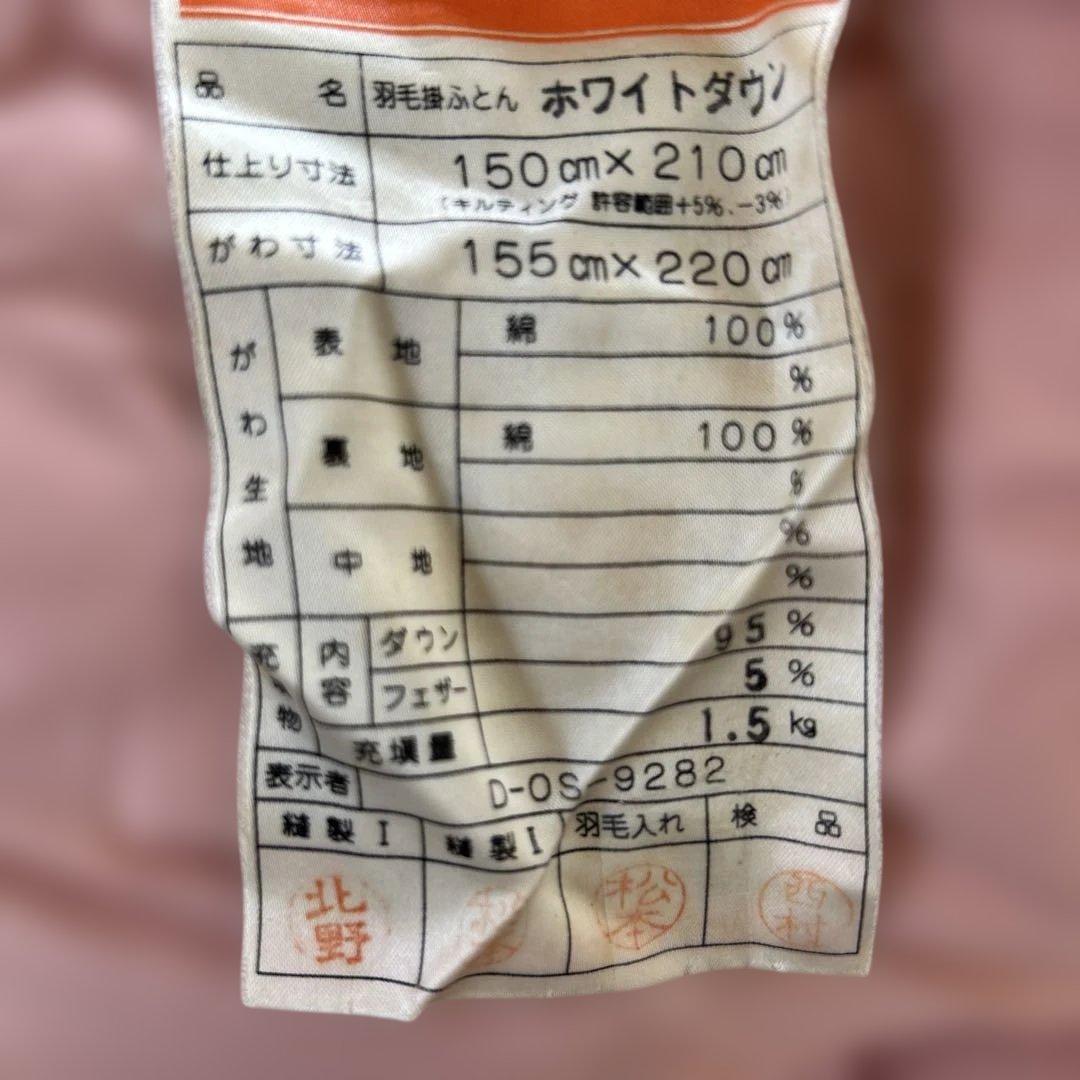 品名 羽毛掛ふとん ホワイトダウン
仕上り寸法 150cm×210cm
(キルティング 許容範囲+5%、-3%)
がわ寸法 155cm×220cm
がわ生地 表地 綿 100%
%
裏地 綿 100%
%
中地 %
%
充填物 内容 ダウン 95%
フェザー 5%
充填量 1.5kg
表示者 D-OS-9282
縫製I 縫製I 羽毛入れ 検品
北野 松本 西村